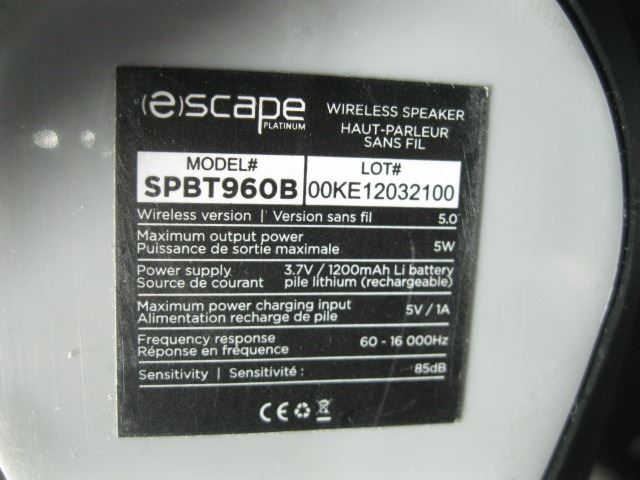 (e)scape
PLATINUM
WIRELESS SPEAKER
HAUT-PARLEUR
SANS FIL
MODEL#
SPBT960B
LOT#
00KE12032100
Wireless version | Version sans fil 5.0
Maximum output power
Puissance de sortie maximale 5W
Power supply 3.7V / 1200mAh Li battery
Source de courant pile lithium (rechargeable)
Maximum power charging input
Alimentation recharge de pile 5V / 1A
Frequency response
Réponse en fréquence 60 - 16 000Hz
Sensitivity | Sensitivité : 85dB
CE